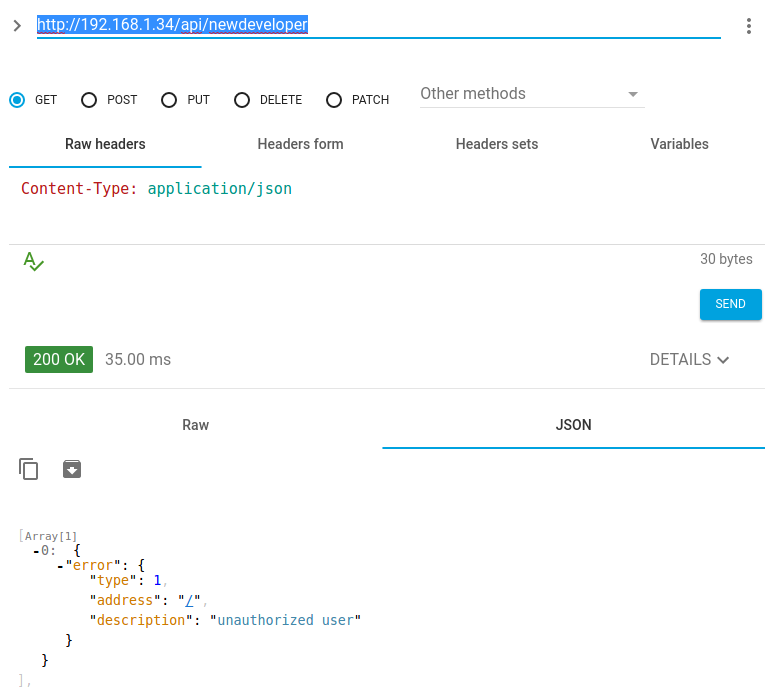 http://192.168.1.34/api/newdeveloper
GET POST PUT DELETE PATCH Other methods
Raw headers Headers form Headers sets Variables
Content-Type: application/json
A 30 bytes
SEND
200 OK 35.00 ms DETAILS
Raw JSON
[Array[1]
-0: {
-"error": {
"type": 1,
"address": "/",
"description": "unauthorized user"
}
}
],